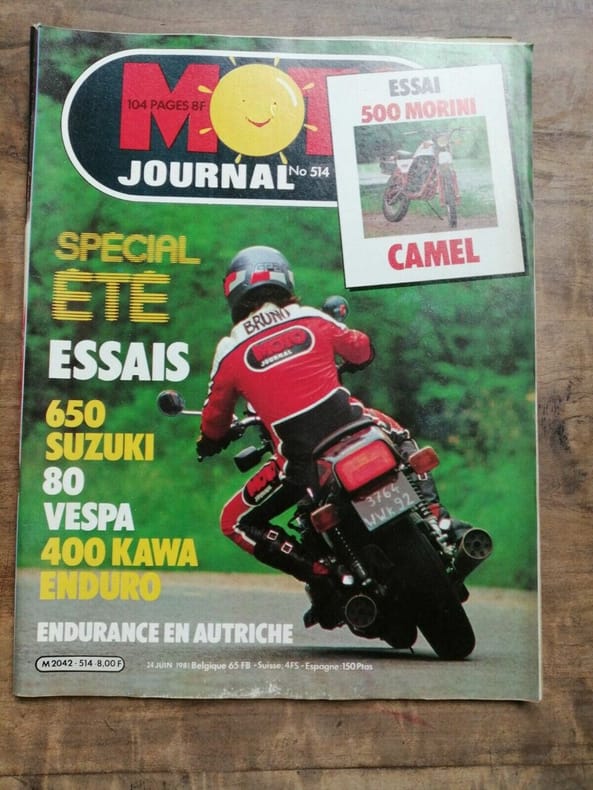 MOTO
104 PAGES 8F
JOURNAL No 514
ESSAI
500 MORINI
CAMEL
SPÉCIAL
ÉTÉ
ESSAIS
650
SUZUKI
80
VESPA
400 KAWA
ENDURO
ENDURANCE EN AUTRICHE
BRUNO
MOTO
JOURNAL
MOTO
JOURNAL
M 2042 - 514 - 8,00 F
24 JUIN 1981 Belgique 65 FB - Suisse, 4FS - Espagne: 150 Ptas